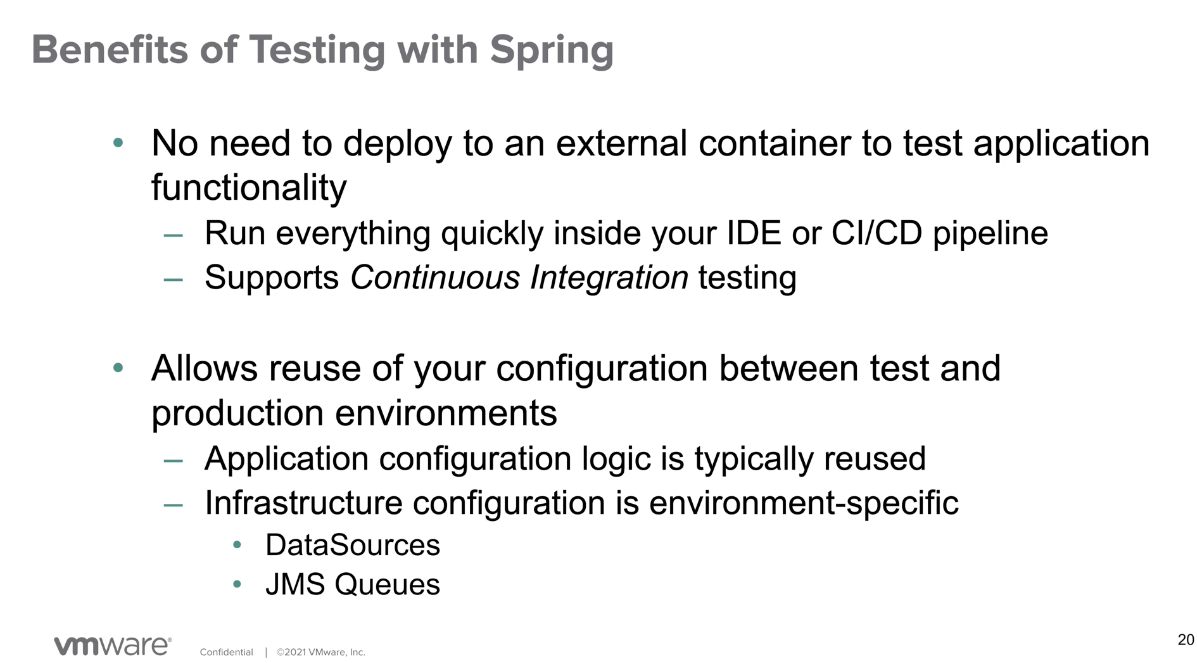 Benefits of Testing with Spring
• No need to deploy to an external container to test application
functionality
– Run everything quickly inside your IDE or CI/CD pipeline
– Supports Continuous Integration testing
• Allows reuse of your configuration between test and
production environments
– Application configuration logic is typically reused
– Infrastructure configuration is environment-specific
• DataSources
• JMS Queues
vmware® Confidential | ©2021 VMware, Inc.
20